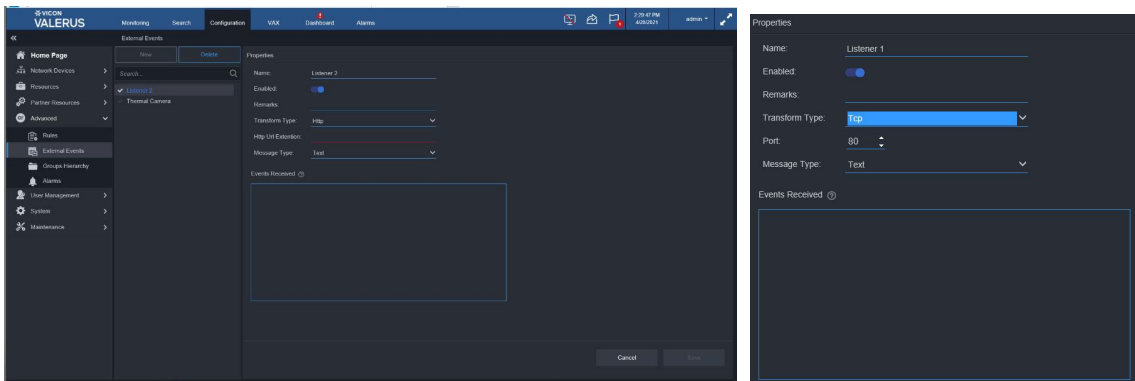 VICON
VALERUS
Monitoring
Search
Configuration
VAX
Dashboard
Alarms
2:29:47 PM
4/28/2021
admin
External Events
Home Page
Network Devices
Resources
Partner Resources
Advanced
Rules
External Events
Groups Hierarchy
Alarms
User Management
System
Maintenance
New
Delete
Search...
Listener 2
Thermal Camera
Properties
Name: Listener 2
Enabled:
Remarks:
Transform Type: Http
Http Url Extention:
Message Type: Text
Events Received
Cancel
Save
Properties
Name: Listener 1
Enabled:
Remarks:
Transform Type: Tcp
Port: 80
Message Type: Text
Events Received